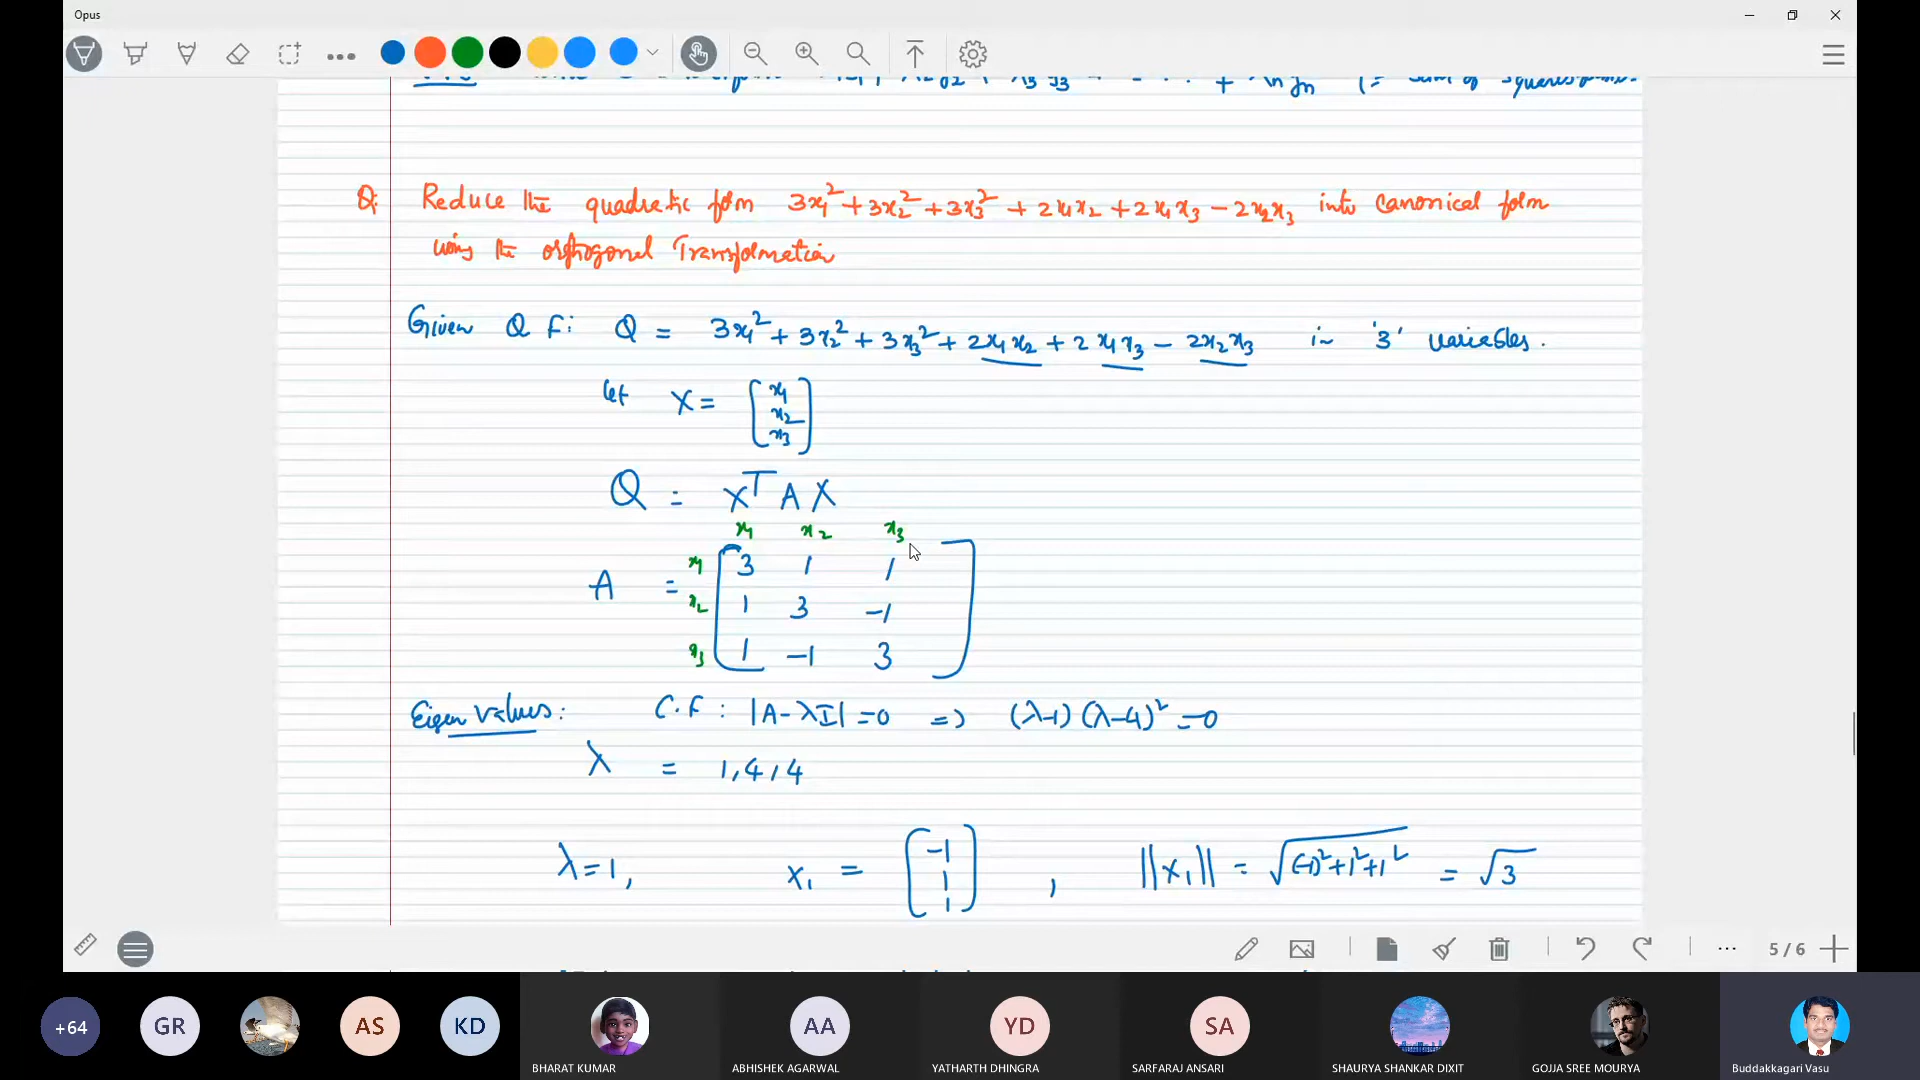 Opus
Q: Reduce the quadratic form 3x₁² + 3x₂² + 3x₃² + 2x₁x₂ + 2x₁x₃ - 2x₂x₃ into canonical form
using the orthogonal Transformation
Given Q F: Q = 3x₁² + 3x₂² + 3x₃² + 2x₁x₂ + 2x₁x₃ - 2x₂x₃ in '3' variables.
let X = [x₁
x₂
x₃]
Q = Xᵀ A X
x₁ x₂ x₃
A = x₁ [3 1 1
x₂ 1 3 -1
x₃ 1 -1 3]
Eigen Values: C.F: |A-λI| = 0 => (λ-1)(λ-4)² = 0
λ = 1, 4, 4
λ=1, x₁ = [-1
1
1], ||x₁|| = √(-1)²+1²+1² = √3
5 / 6
+64 GR AS KD AA YD SA
BHARAT KUMAR ABHISHEK AGARWAL YATHARTH DHINGRA SARFARAJ ANSARI SHAURYA SHANKAR DIXIT GOJJA SREE MOURYA Buddakkagari Vasu